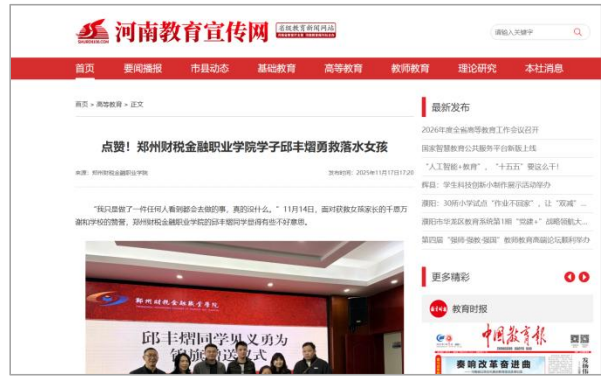 河南教育宣传网
省级教育新闻网站
请输入关键字
首页 要闻播报 市县动态 基础教育 高等教育 教师教育 理论研究 本社消息
首页 » 高等教育 » 正文
点赞！郑州财税金融职业学院学子邱丰熠勇救落水女孩
来源：郑州财税金融职业学院 发布时间：2025年11月17日17:20
“我只是做了一件任何人看到都会去做的事，真的没什么。”11月14日，面对获救女孩家长的千恩万
谢和学校的赞誉，郑州财税金融职业学院的邱丰熠同学显得有些不好意思。
郑州财税金融职业学院
邱丰熠同学见义勇为
最新发布
2026年度全省高等教育工作会议召开
国家智慧教育公共服务平台新版上线
“人工智能+教育”，“十五五”要这么干！
辉县：学生科技创新小制作展示活动举办
濮阳：30所小学试点“作业不回家”，让“双减”...
濮阳市华龙区教育系统第1期“党建+”战略领航大...
第四届“强师·强教·强国”教师教育高端论坛顺利举办
更多精彩
教育时报
中国教育报
奏响改革奋进曲